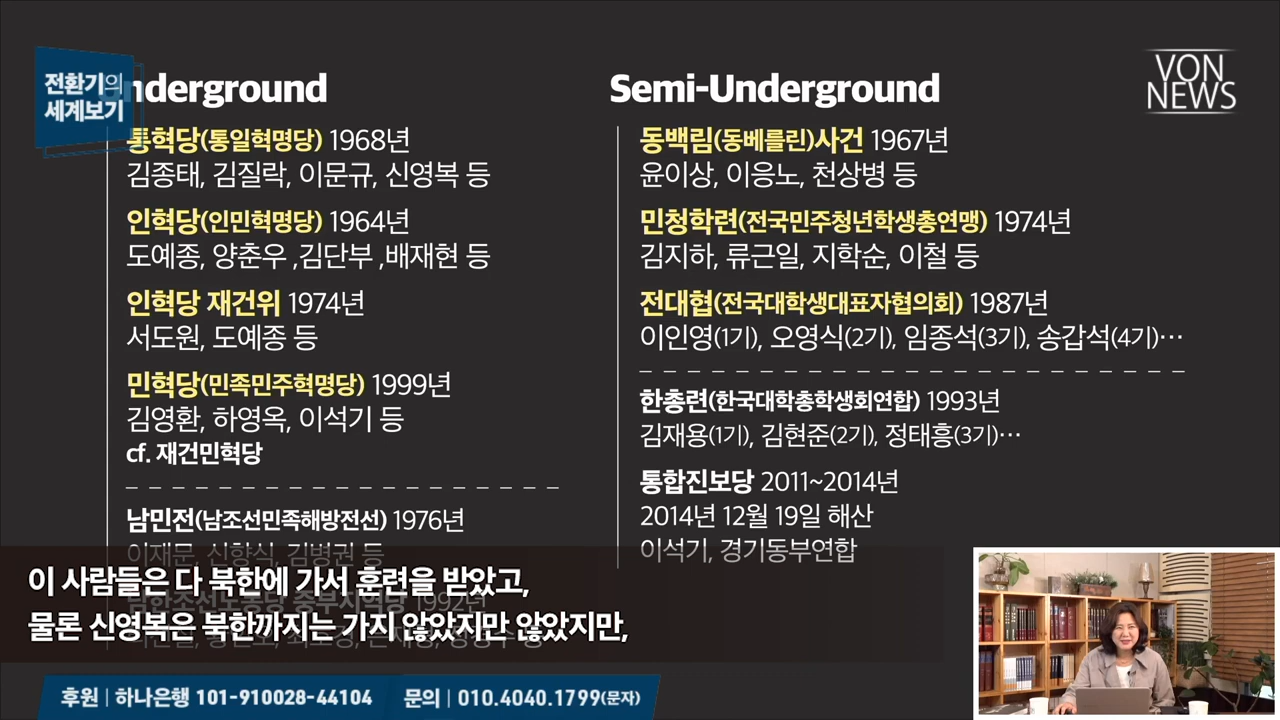 전환기의
세계보기
Underground
통혁당(통일혁명당) 1968년
김종태, 김질락, 이문규, 신영복 등
인혁당(인민혁명당) 1964년
도예종, 양춘우 ,김단부 ,배재현 등
인혁당 재건위 1974년
서도원, 도예종 등
민혁당(민족민주혁명당) 1999년
김영환, 하영옥, 이석기 등
cf. 재건민혁당
남민전(남조선민족해방전선) 1976년
이재문, 신향식, 김병권 등
1992년
Semi-Underground
동백림(동베를린)사건 1967년
윤이상, 이응노, 천상병 등
민청학련(전국민주청년학생총연맹) 1974년
김지하, 류근일, 지학순, 이철 등
전대협(전국대학생대표자협의회) 1987년
이인영(1기), 오영식(2기), 임종석(3기), 송갑석(4기)…
한총련(한국대학총학생회연합) 1993년
김재용(1기), 김현준(2기), 정태흥(3기)…
통합진보당 2011~2014년
2014년 12월 19일 해산
이석기, 경기동부연합
VON
NEWS
이 사람들은 다 북한에 가서 훈련을 받았고,
물론 신영복은 북한까지는 가지 않았지만 않았지만,
후원 | 하나은행 101-910028-44104 문의 | 010.4040.1799(문자)